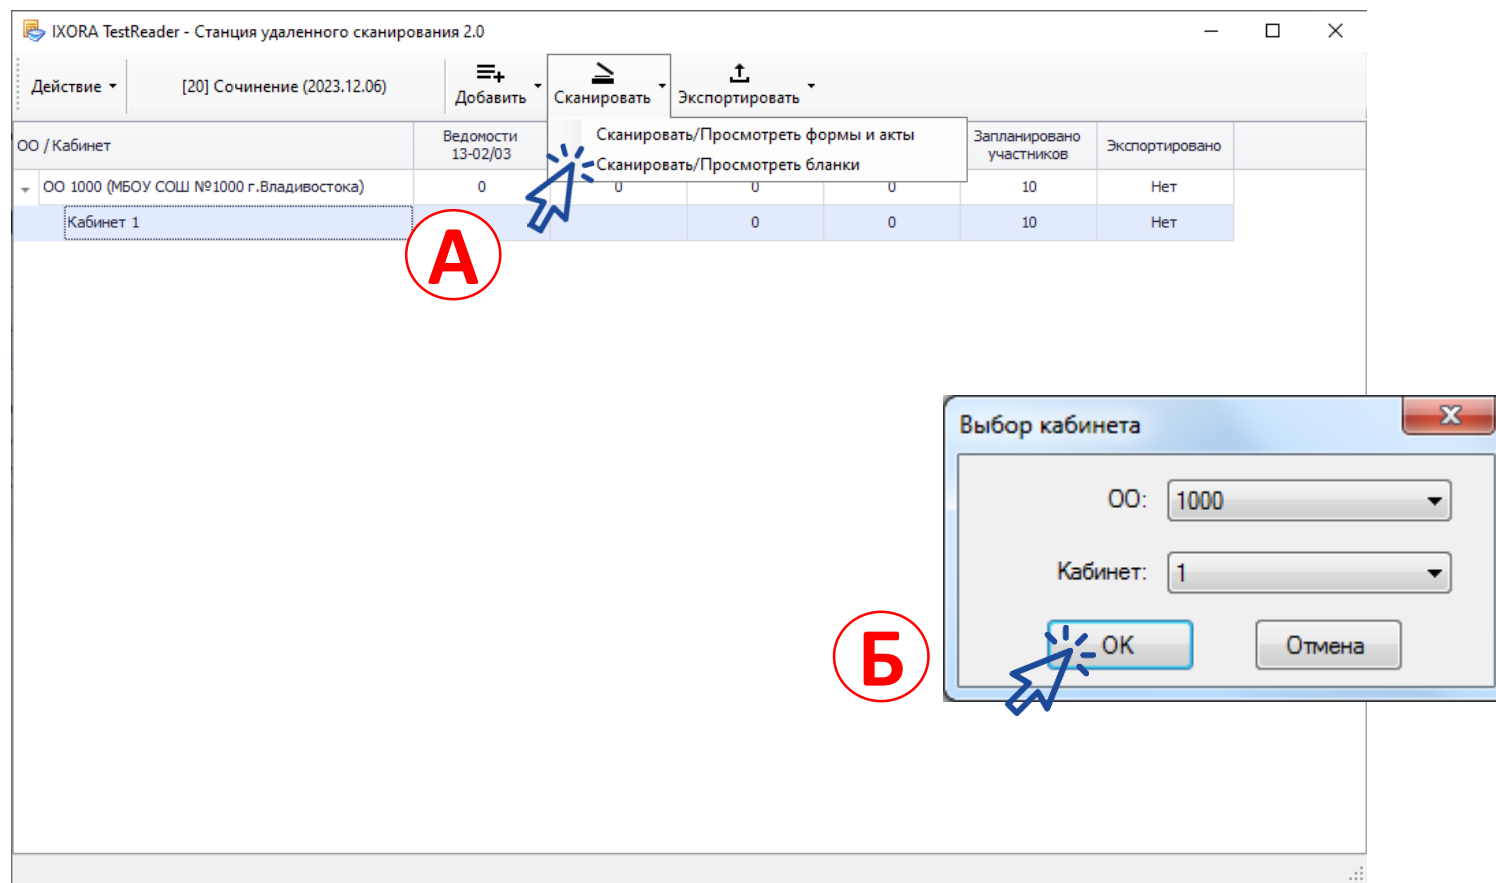 IXORA TestReader - Станция удаленного сканирования 2.0
Действие
[20] Сочинение (2023.12.06)
Добавить
Сканировать
Экспортировать
Сканировать/Просмотреть формы и акты
Сканировать/Просмотреть бланки
ОО / Кабинет
Ведомости
13-02/03
Запланировано
участников
Экспортировано
ОО 1000 (МБОУ СОШ №1000 г.Владивостока) 0 0 0 0 10 Нет
Кабинет 1 0 0 10 Нет
А
Выбор кабинета
ОО: 1000
Кабинет: 1
OK Отмена
Б